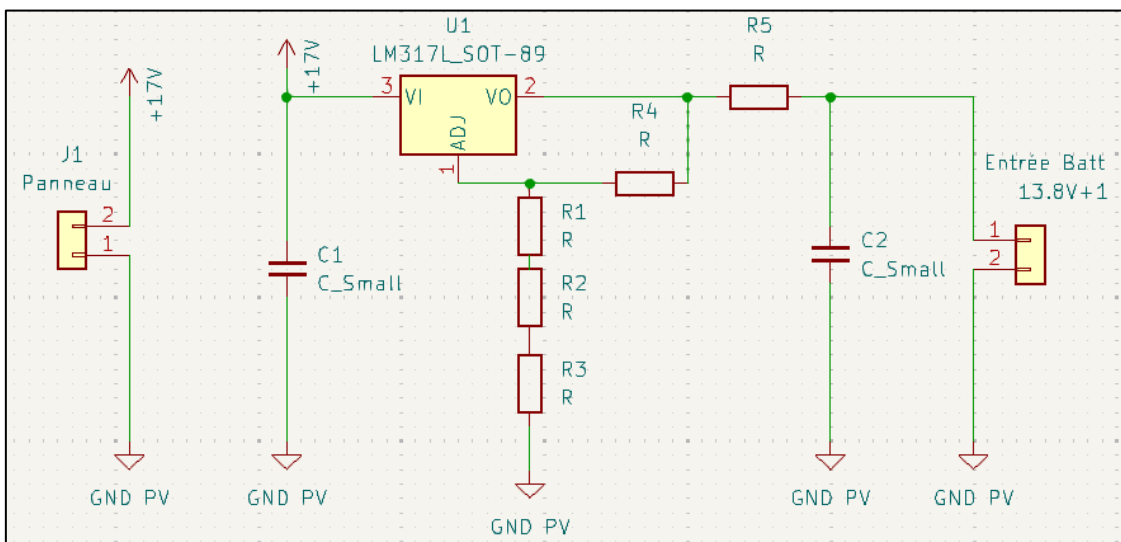 U1
LM317L_SOT-89
R5
R
+17V
+17V
3
VI
VO
2
ADJ
1
R4
R
J1
Panneau
2
1
Entrée Batt
13.8V+1
1
2
R1
R
R2
R
R3
R
C1
C_Small
C2
C_Small
GND PV
GND PV
GND PV
GND PV
GND PV